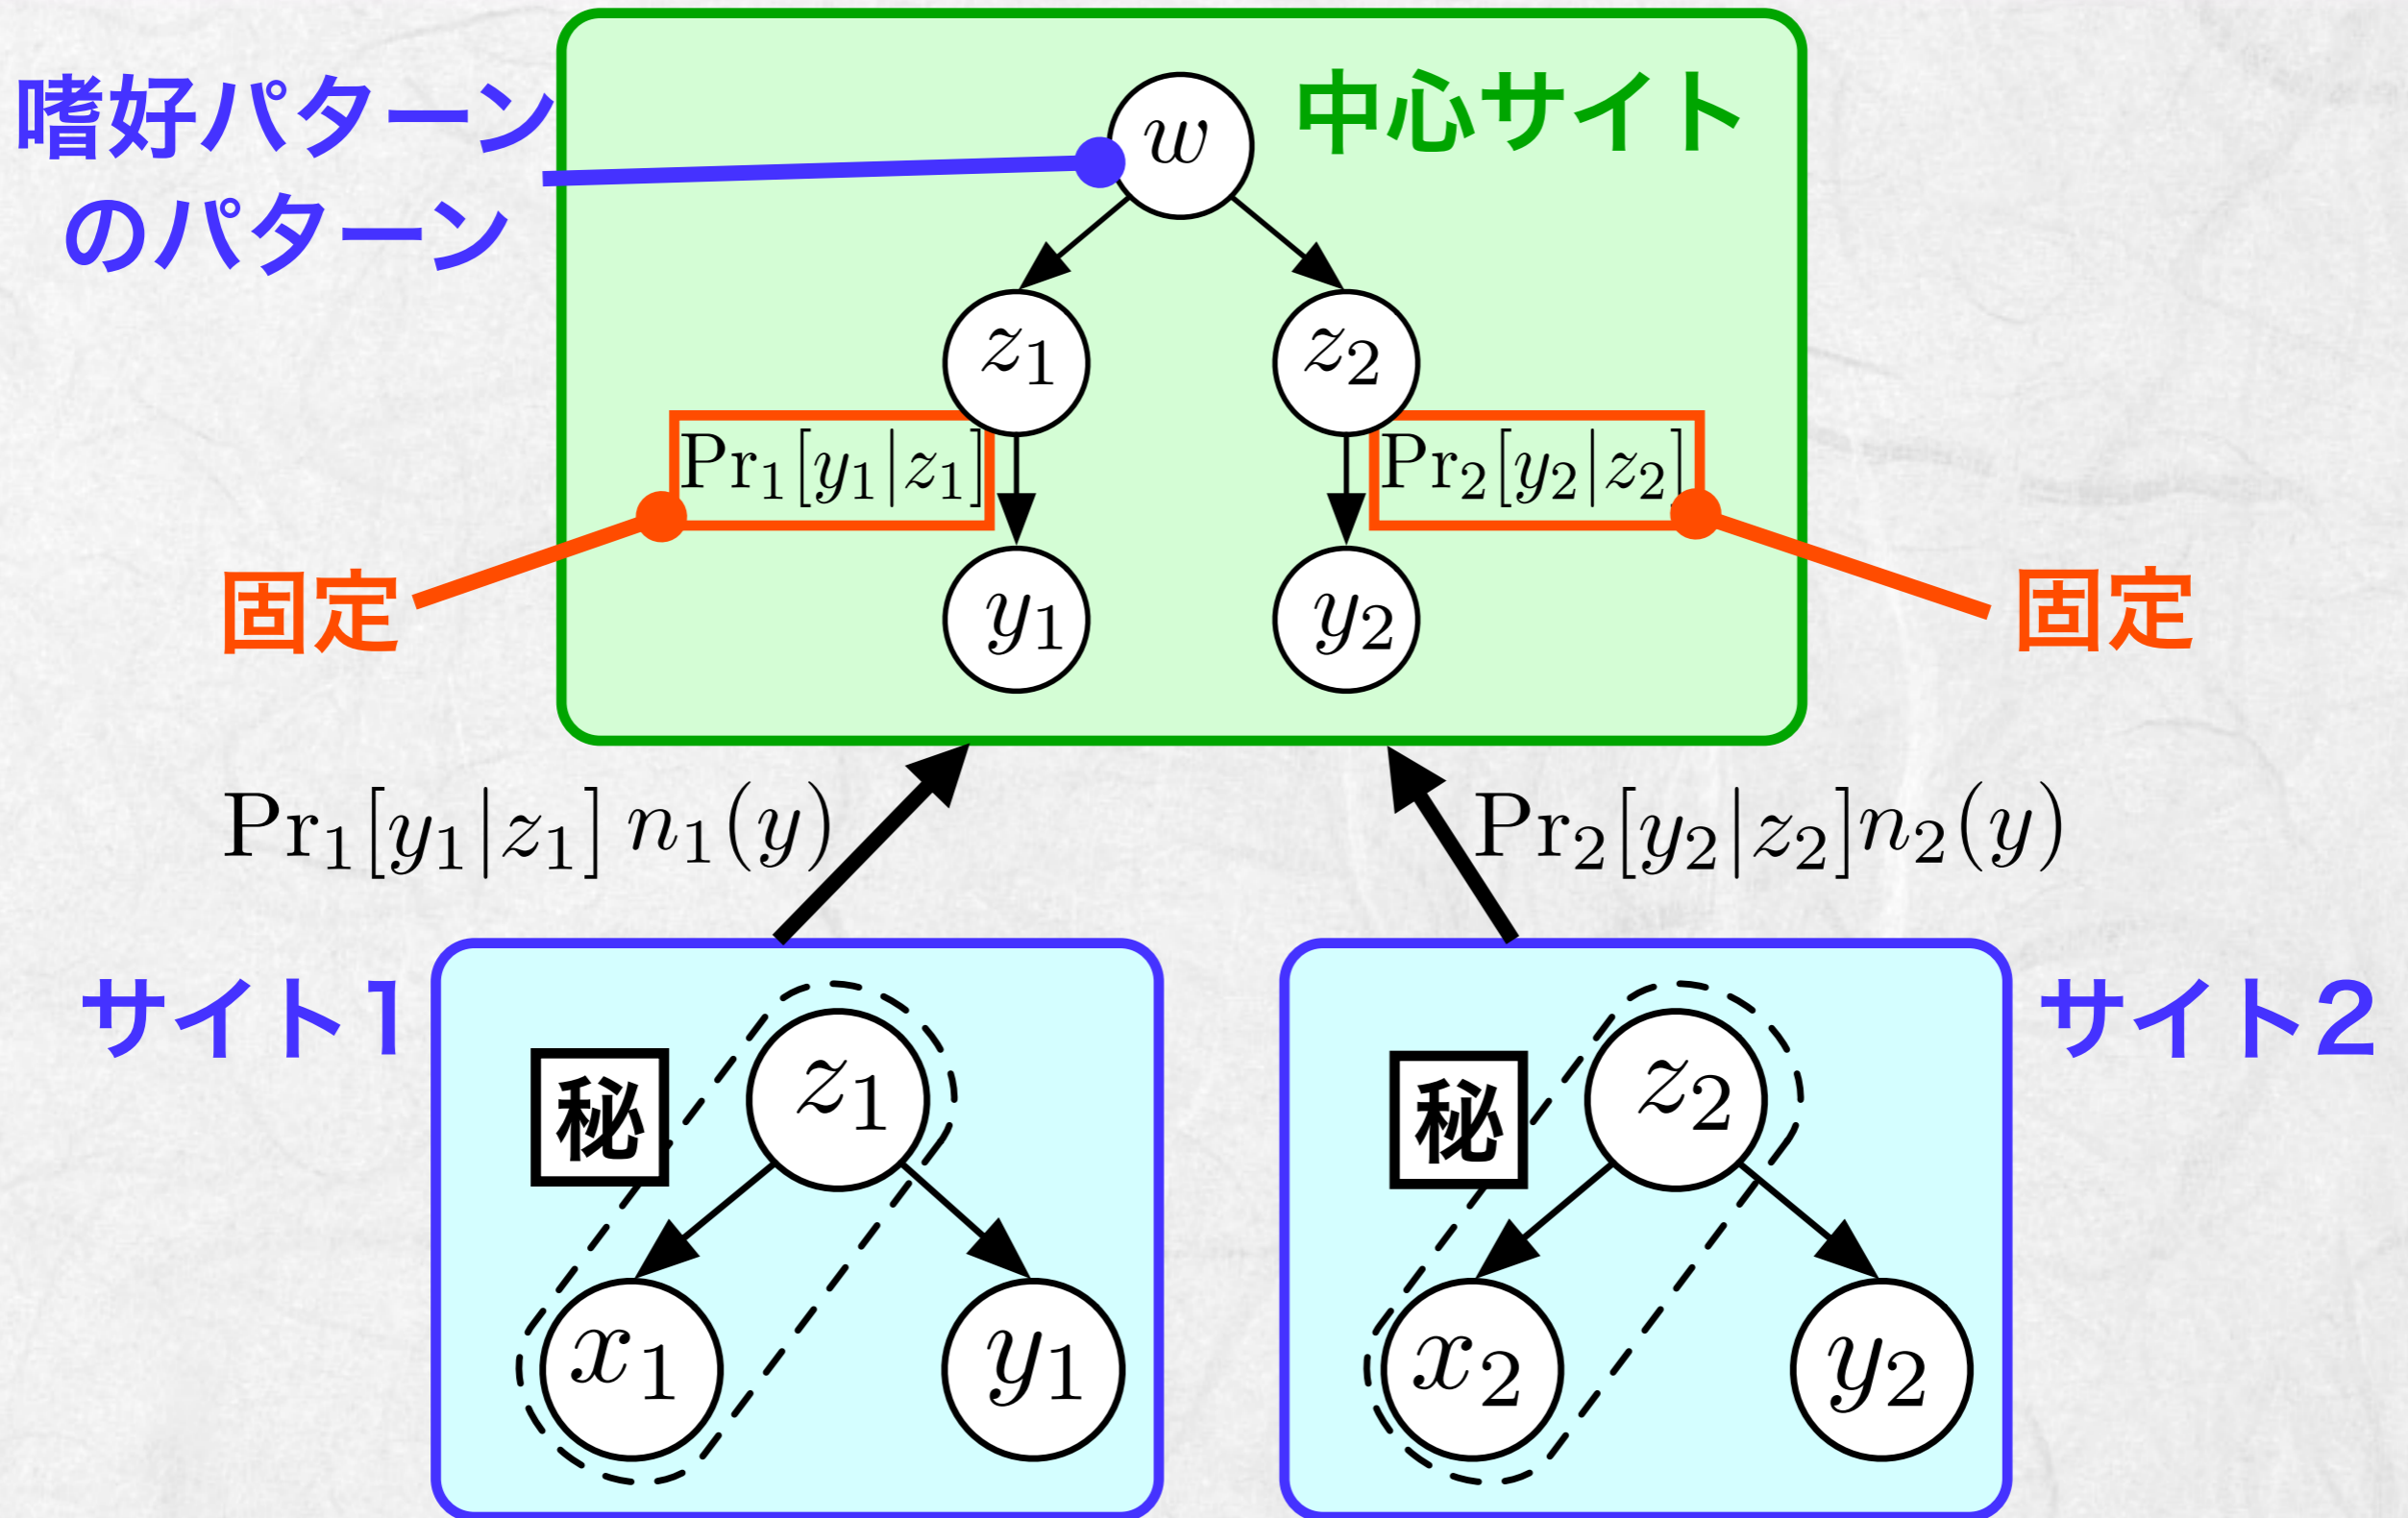 嗜好パターン
のパターン
中心サイト
w
z₁
z₂
Pr₁[y₁|z₁]
Pr₂[y₂|z₂]
固定
固定
y₁
y₂
Pr₁[y₁|z₁] n₁(y)
Pr₂[y₂|z₂]n₂(y)
サイト1
サイト2
秘
z₁
秘
z₂
x₁
y₁
x₂
y₂